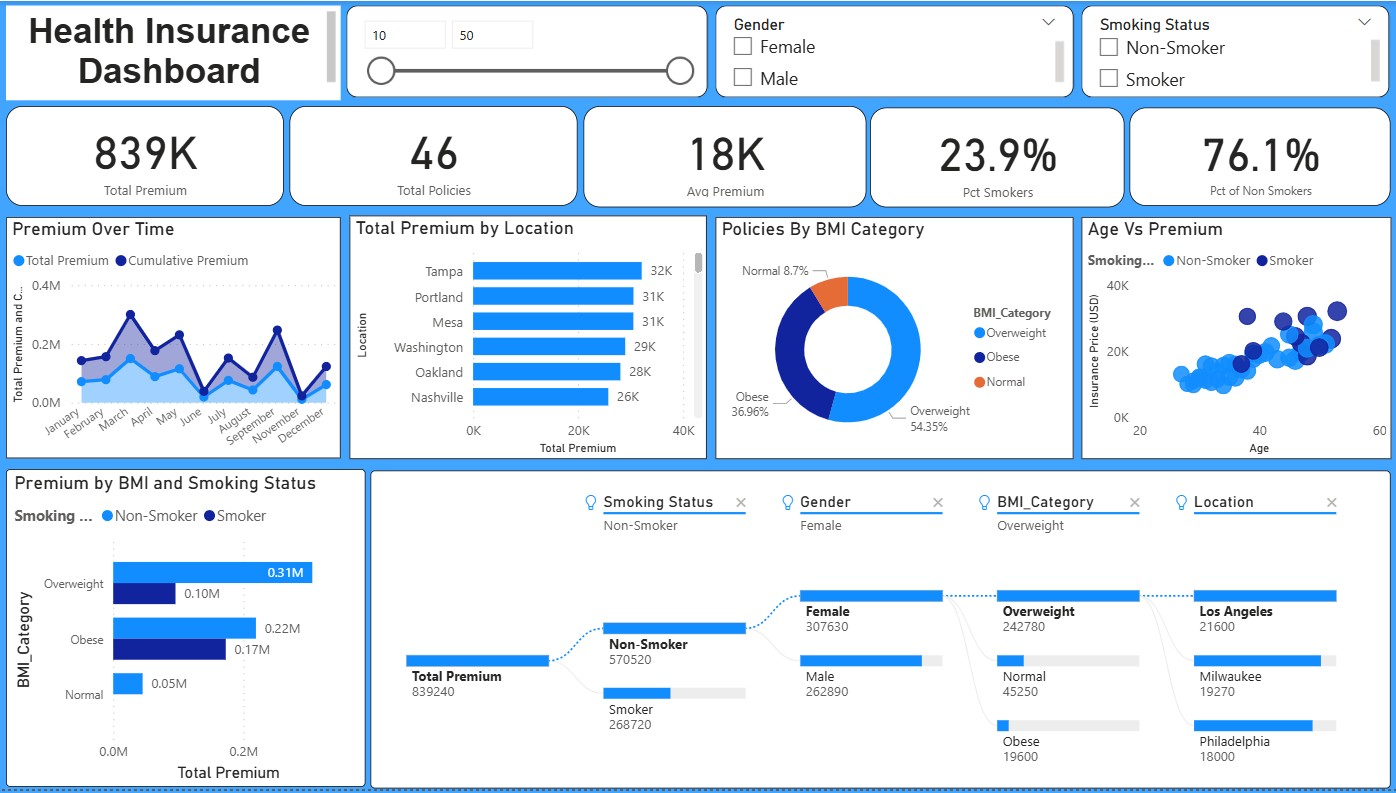 Health Insurance
Dashboard
10
50
Gender
Female
Male
Smoking Status
Non-Smoker
Smoker
839K
Total Premium
46
Total Policies
18K
Avg Premium
23.9%
Pct Smokers
76.1%
Pct of Non Smokers
Premium Over Time
Total Premium
Cumulative Premium
Total Premium and C...
0.4M
0.2M
0.0M
January
February
March
April
May
June
July
August
September
November
December
Total Premium by Location
Location
Tampa 32K
Portland 31K
Mesa 31K
Washington 29K
Oakland 28K
Nashville 26K
0K 20K 40K
Total Premium
Policies By BMI Category
Normal 8.7%
Obese
36.96%
Overweight
54.35%
BMI_Category
Overweight
Obese
Normal
Age Vs Premium
Smoking... Non-Smoker Smoker
Insurance Price (USD)
40K
20K
0K
20 40 60
Age
Premium by BMI and Smoking Status
Smoking ... Non-Smoker Smoker
BMI_Category
Overweight
0.31M
0.10M
Obese
0.22M
0.17M
Normal
0.05M
0.0M 0.2M
Total Premium
Smoking Status
Non-Smoker
Gender
Female
BMI_Category
Overweight
Location
Total Premium
839240
Non-Smoker
570520
Smoker
268720
Female
307630
Male
262890
Overweight
242780
Normal
45250
Obese
19600
Los Angeles
21600
Milwaukee
19270
Philadelphia
18000